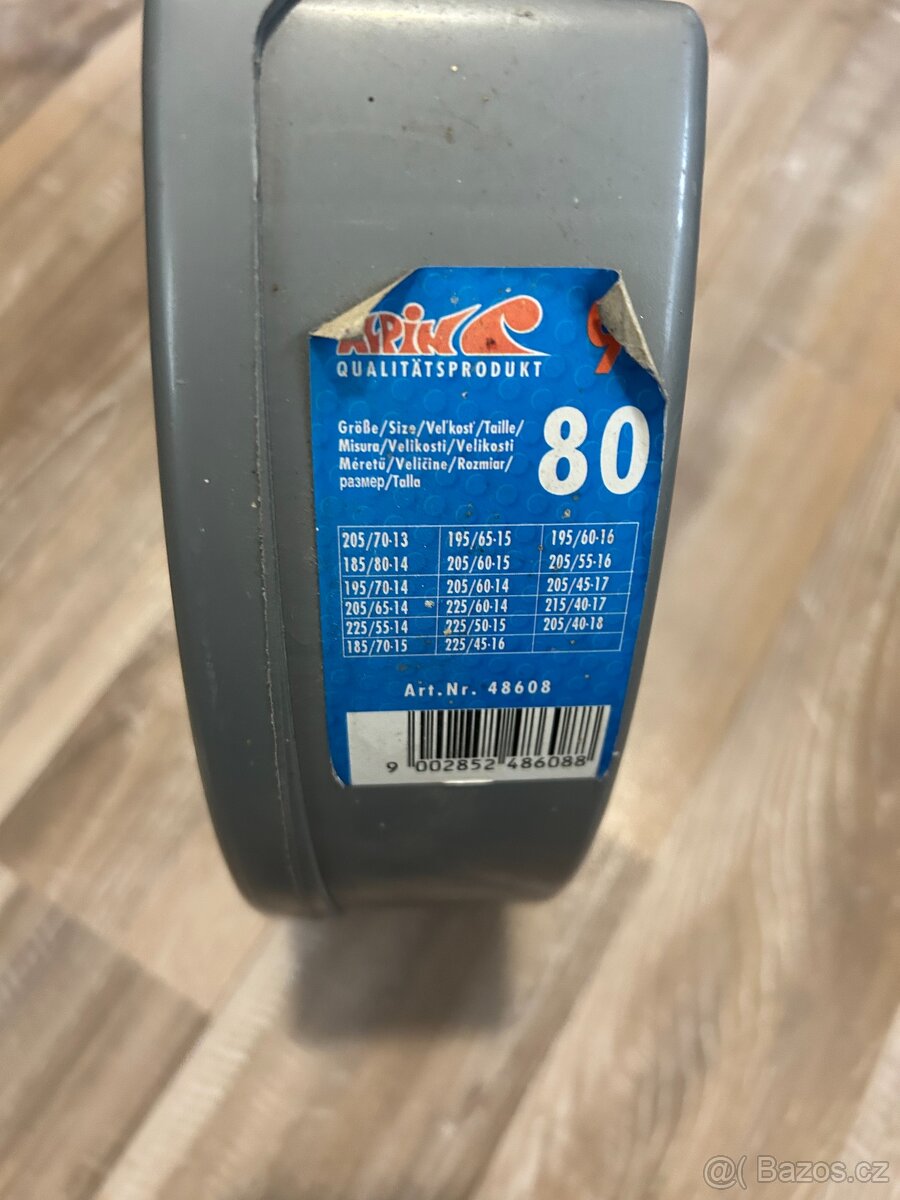 ALPIN
9
QUALITÄTSPRODUKT
80
Größe/Size/Veľkosť/Taille/
Misura/Velikosti/Velikosti
Méretű/Veličine/Rozmiar/
размер/Talla
205/70-13 195/65-15 195/60-16
185/80-14 205/60-15 205/55-16
195/70-14 205/60-14 205/45-17
205/65-14 225/60-14 215/40-17
225/55-14 225/50-15 205/40-18
185/70-15 225/45-16
Art.Nr. 48608
9 002852 486088
@( Bazos.cz